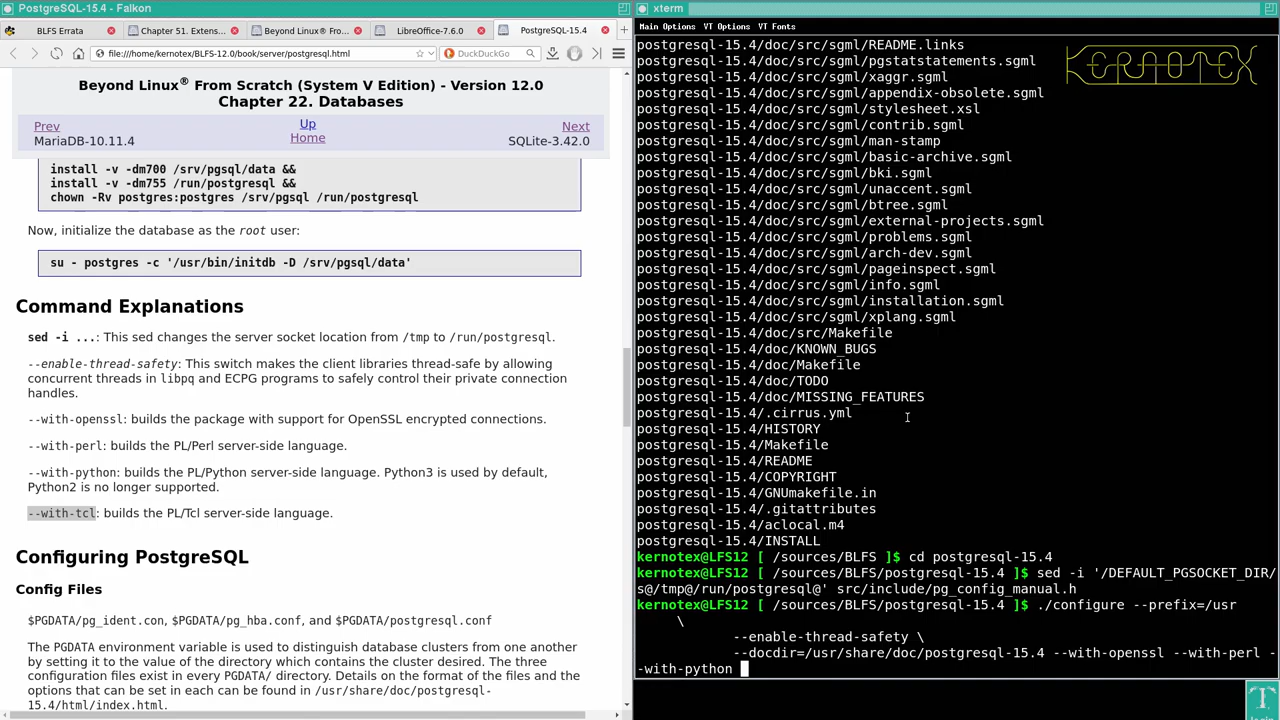 PostgreSQL-15.4 - Falkon
BLFS Errata
Chapter 51. Extens...
Beyond Linux® Fro...
LibreOffice-7.6.0
PostgreSQL-15.4
file:///home/kernotex/BLFS-12.0/book/server/postgresql.html
DuckDuckGo
Beyond Linux® From Scratch (System V Edition) - Version 12.0
Chapter 22. Databases
Prev
Up
Next
MariaDB-10.11.4
Home
SQLite-3.42.0
install -v -dm700 /srv/pgsql/data &&
install -v -dm755 /run/postgresql &&
chown -Rv postgres:postgres /srv/pgsql /run/postgresql
Now, initialize the database as the root user:
su - postgres -c '/usr/bin/initdb -D /srv/pgsql/data'
Command Explanations
sed -i ...: This sed changes the server socket location from /tmp to /run/postgresql.
--enable-thread-safety: This switch makes the client libraries thread-safe by allowing
concurrent threads in libpq and ECPG programs to safely control their private connection
handles.
--with-openssl: builds the package with support for OpenSSL encrypted connections.
--with-perl: builds the PL/Perl server-side language.
--with-python: builds the PL/Python server-side language. Python3 is used by default,
Python2 is no longer supported.
--with-tcl: builds the PL/Tcl server-side language.
Configuring PostgreSQL
Config Files
$PGDATA/pg_ident.con, $PGDATA/pg_hba.conf, and $PGDATA/postgresql.conf
The PGDATA environment variable is used to distinguish database clusters from one another
by setting it to the value of the directory which contains the cluster desired. The three
configuration files exist in every PGDATA/ directory. Details on the format of the files and the
options that can be set in each can be found in /usr/share/doc/postgresql-
15.4/html/index.html.
xterm
Main Options VT Options VT Fonts
postgresql-15.4/doc/src/sgml/README.links
postgresql-15.4/doc/src/sgml/pgstatstatements.sgml
postgresql-15.4/doc/src/sgml/xaggr.sgml
postgresql-15.4/doc/src/sgml/appendix-obsolete.sgml
postgresql-15.4/doc/src/sgml/stylesheet.xsl
postgresql-15.4/doc/src/sgml/contrib.sgml
postgresql-15.4/doc/src/sgml/man-stamp
postgresql-15.4/doc/src/sgml/basic-archive.sgml
postgresql-15.4/doc/src/sgml/bki.sgml
postgresql-15.4/doc/src/sgml/unaccent.sgml
postgresql-15.4/doc/src/sgml/btree.sgml
postgresql-15.4/doc/src/sgml/external-projects.sgml
postgresql-15.4/doc/src/sgml/problems.sgml
postgresql-15.4/doc/src/sgml/arch-dev.sgml
postgresql-15.4/doc/src/sgml/pageinspect.sgml
postgresql-15.4/doc/src/sgml/info.sgml
postgresql-15.4/doc/src/sgml/installation.sgml
postgresql-15.4/doc/src/sgml/xplang.sgml
postgresql-15.4/doc/src/Makefile
postgresql-15.4/doc/KNOWN_BUGS
postgresql-15.4/doc/Makefile
postgresql-15.4/doc/TODO
postgresql-15.4/doc/MISSING_FEATURES
postgresql-15.4/.cirrus.yml
postgresql-15.4/HISTORY
postgresql-15.4/Makefile
postgresql-15.4/README
postgresql-15.4/COPYRIGHT
postgresql-15.4/GNUmakefile.in
postgresql-15.4/.gitattributes
postgresql-15.4/aclocal.m4
postgresql-15.4/INSTALL
kernotex@LFS12 [ /sources/BLFS ]$ cd postgresql-15.4
kernotex@LFS12 [ /sources/BLFS/postgresql-15.4 ]$ sed -i '/DEFAULT_PGSOCKET_DIR/
s@/tmp@/run/postgresql@' src/include/pg_config_manual.h
kernotex@LFS12 [ /sources/BLFS/postgresql-15.4 ]$ ./configure --prefix=/usr
\
--enable-thread-safety \
--docdir=/usr/share/doc/postgresql-15.4 --with-openssl --with-perl -
-with-python
KERNOTEX